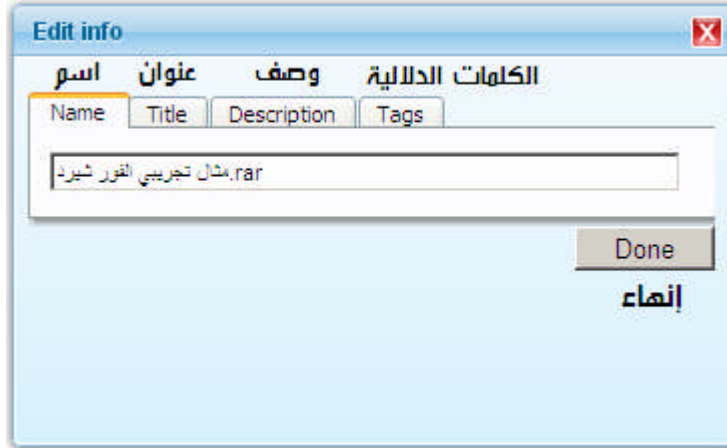 Edit info
اسم عنوان وصف الكلمات الدلالية
Name Title Description Tags
مثال تجريبي الفور شيرد.rar
Done
إنهاء